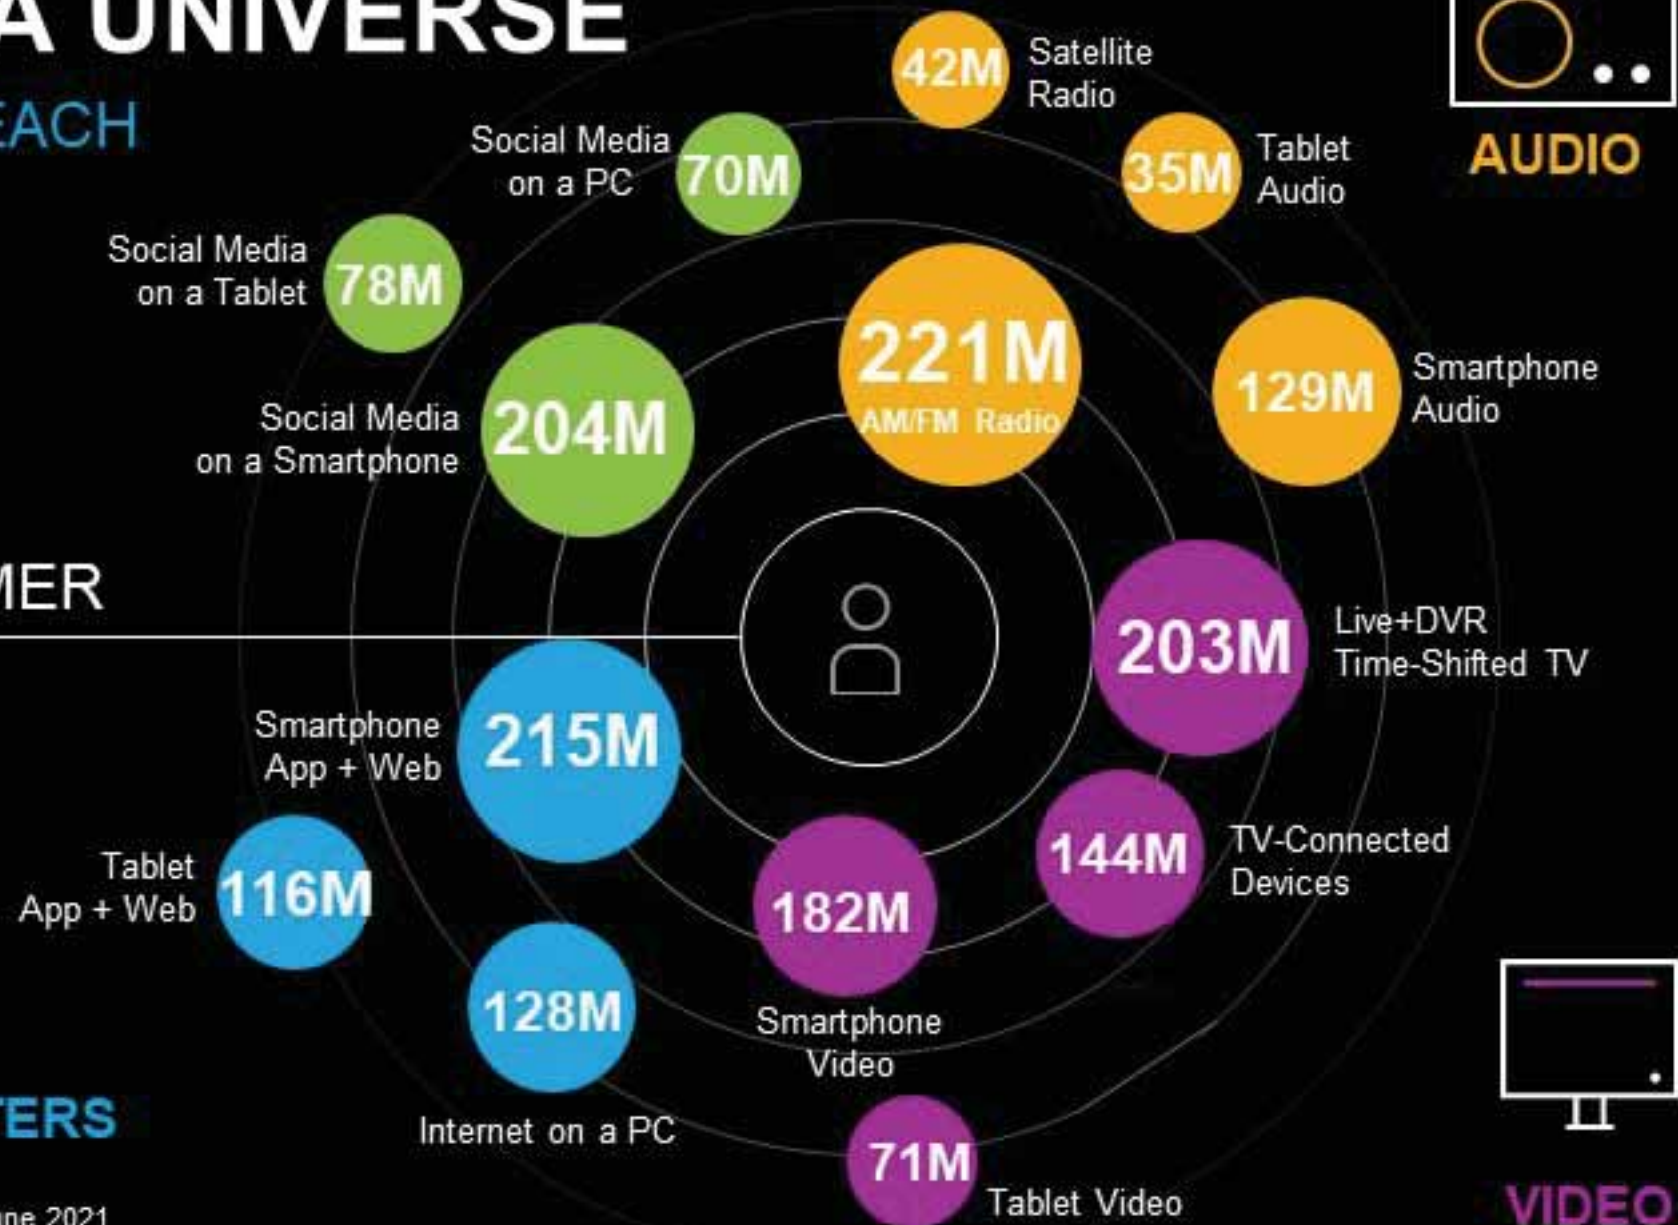 A UNIVERSE
EACH
42M
Satellite
Radio
AUDIO
Social Media
on a PC
70M
35M
Tablet
Audio
Social Media
on a Tablet
78M
221M
AM/FM Radio
129M
Smartphone
Audio
Social Media
on a Smartphone
204M
MER
203M
Live+DVR
Time-Shifted TV
Smartphone
App + Web
215M
144M
TV-Connected
Devices
Tablet
App + Web
116M
182M
Smartphone
Video
128M
Internet on a PC
TERS
71M
Tablet Video
VIDEO
une 2021